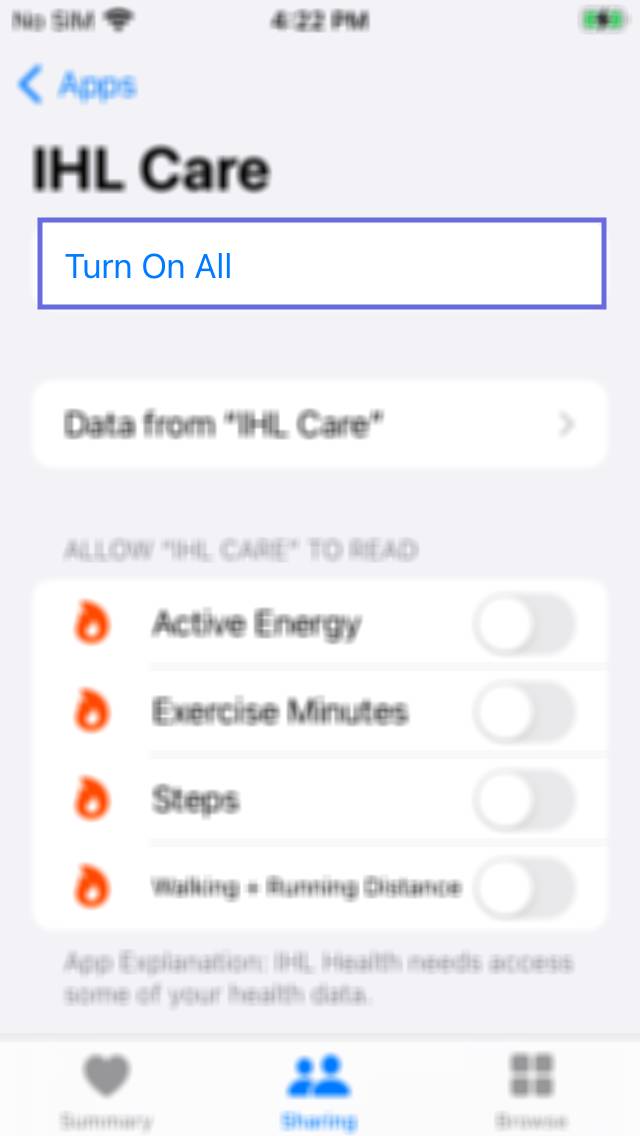 No SIM 4:22 PM
Apps
IHL Care
Turn On All
Data from "IHL Care"
ALLOW "IHL CARE" TO READ
Active Energy
Exercise Minutes
Steps
Walking + Running Distance
App Explanation: IHL Health needs access
some of your health data.
Summary Sharing Browse